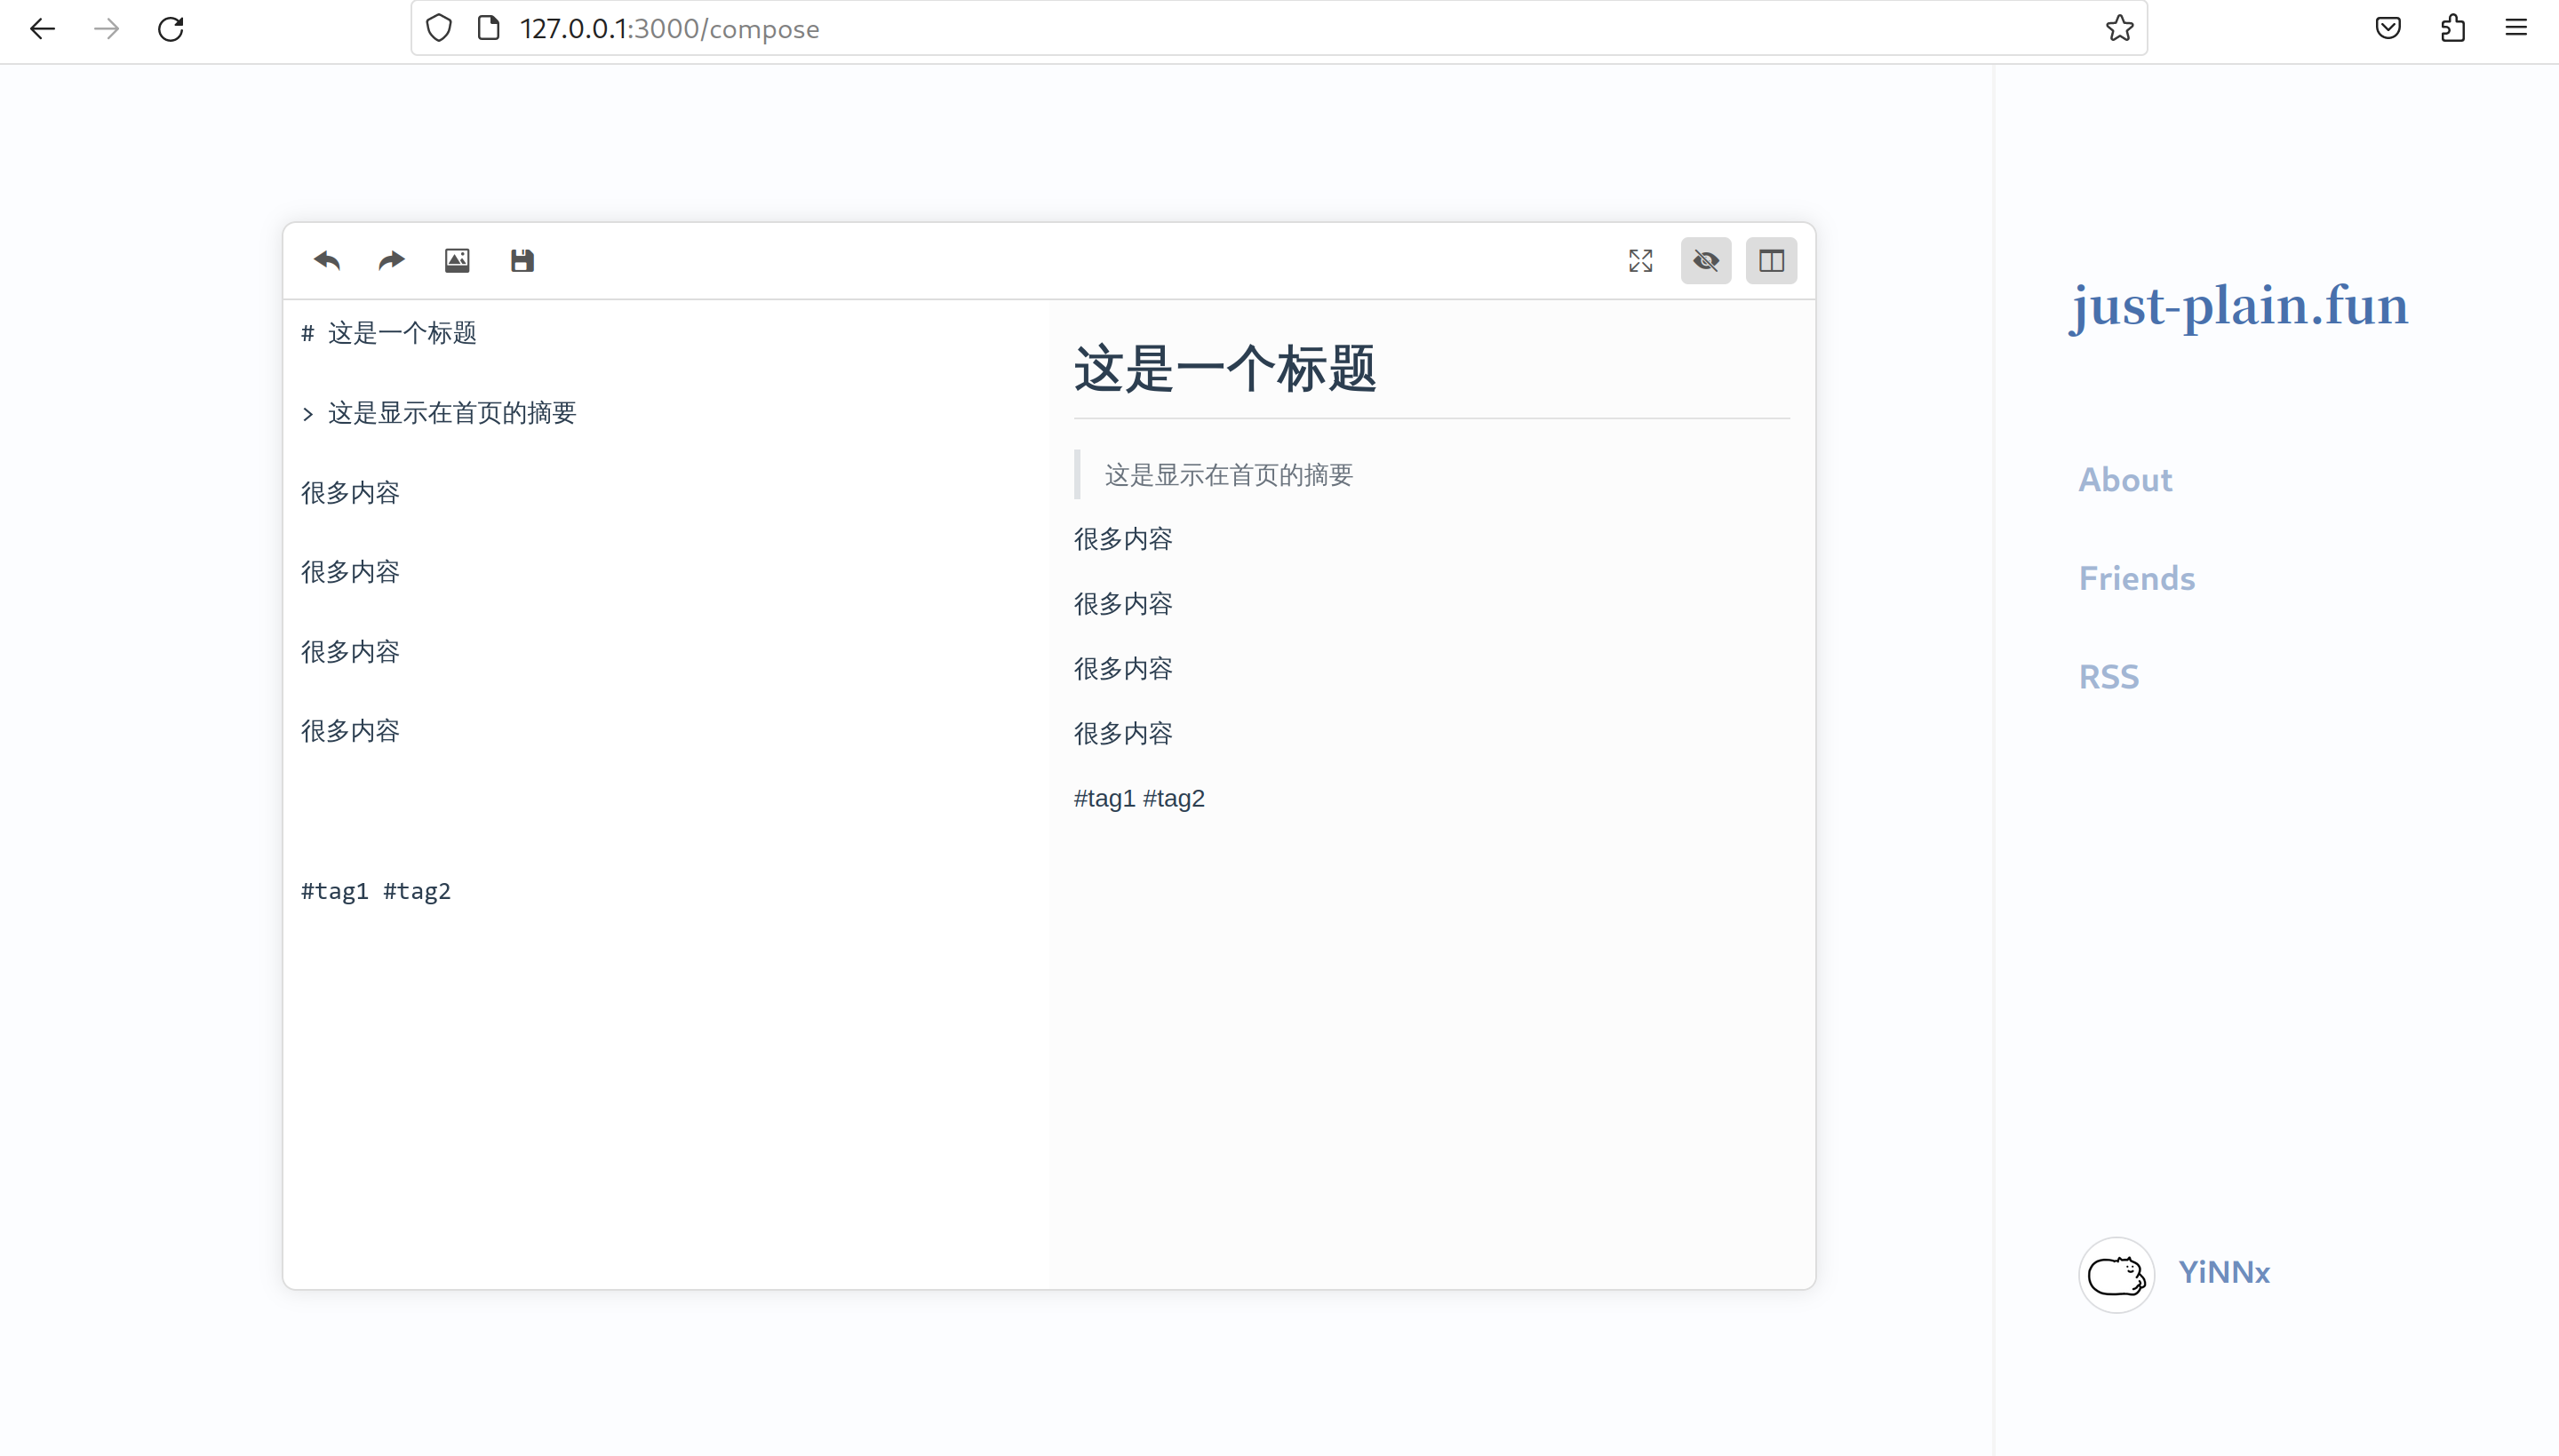 127.0.0.1:3000/compose
# 这是一个标题
> 这是显示在首页的摘要
很多内容
很多内容
很多内容
很多内容
#tag1 #tag2
这是一个标题
这是显示在首页的摘要
很多内容
很多内容
很多内容
很多内容
#tag1 #tag2
just-plain.fun
About
Friends
RSS
YiNNx